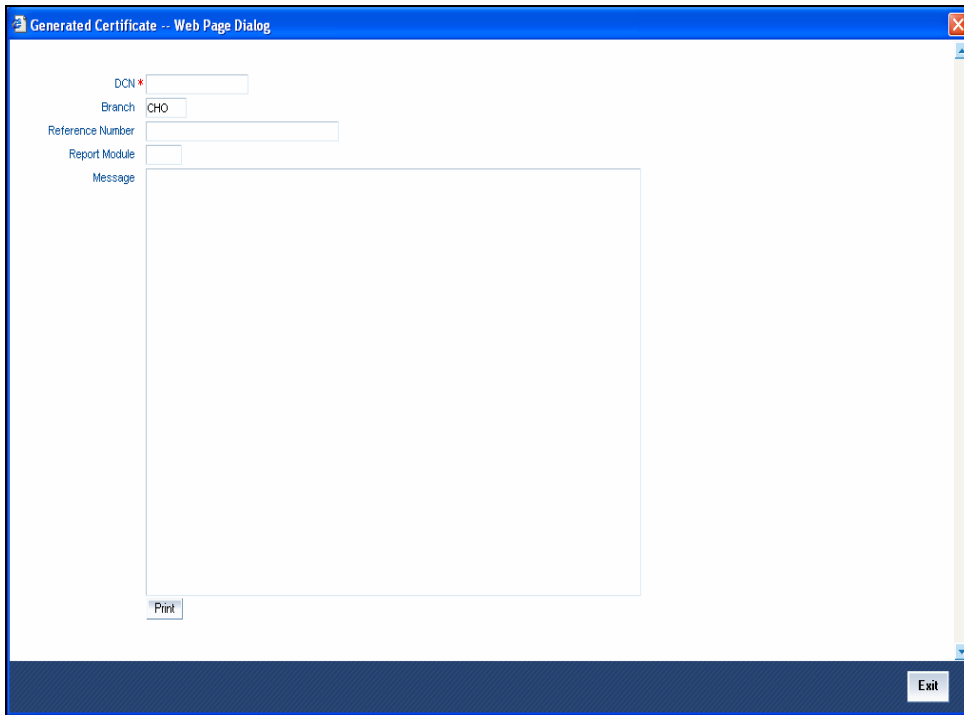 Generated Certificate -- Web Page Dialog
DCN *
Branch CHO
Reference Number
Report Module
Message
Print
Exit